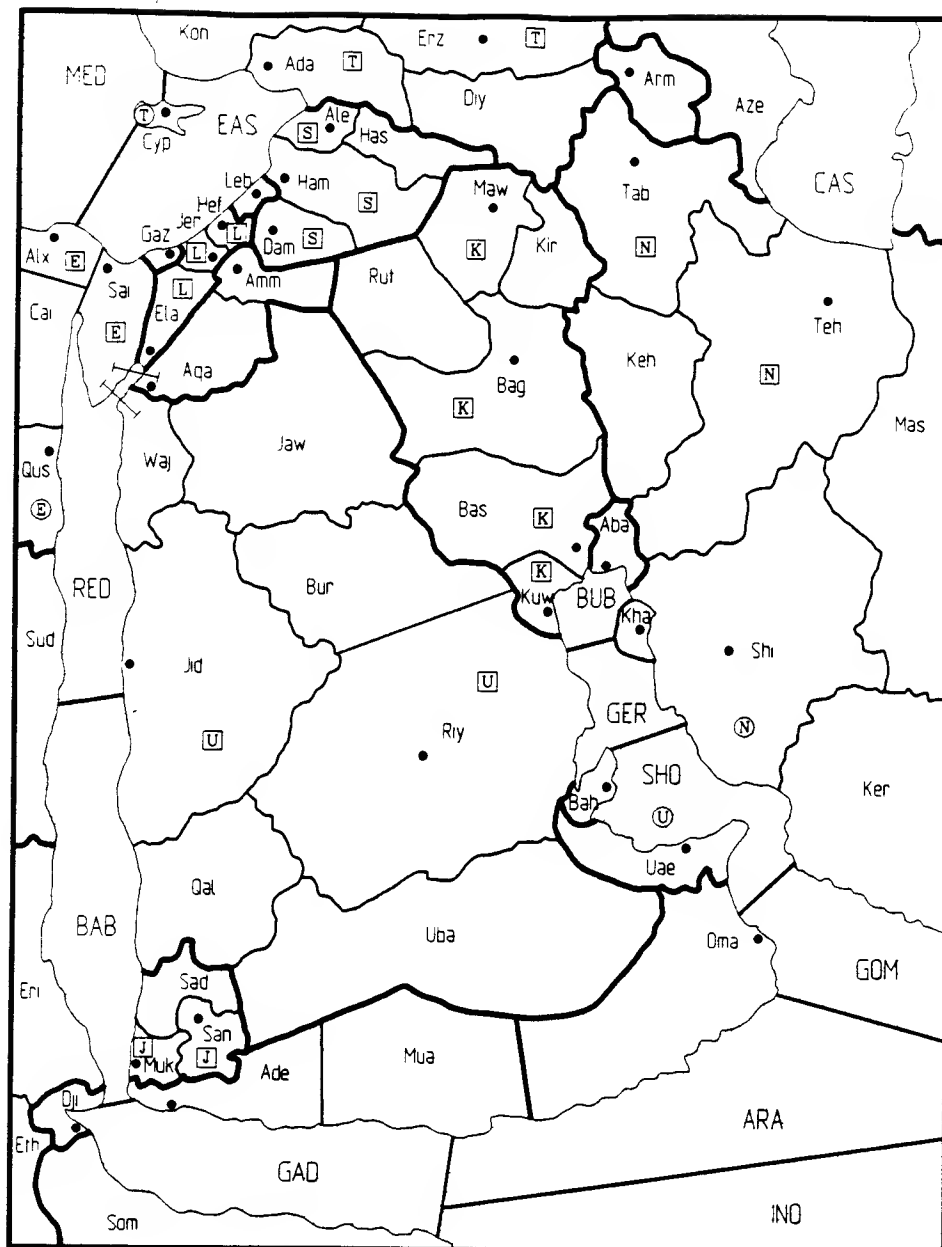 Kon
Erz
T
Ada
T
MED
Arm
Diy
Aze
T
Cyp
EAS
S
Ale
Has
Tab
CAS
Leb
Ham
Maw
Hef
S
Jer
L
Gaz
L
Dam
S
K
Kir
N
Alx
E
Sai
L
Amm
Rut
Cai
Ela
Teh
E
Aqa
Bag
Keh
N
K
Mas
Qus
Waj
Jaw
E
Bas
K
Aba
RED
Bur
K
Kuw
BUB
Kha
Sud
Jid
Shi
U
GER
U
Riy
N
SHO
Ker
Bah
U
Uae
Qal
BAB
Uba
Oma
GOM
Eri
Sad
San
J
Muk
J
Ade
Mua
Dji
ARA
Eth
GAD
Som
INO